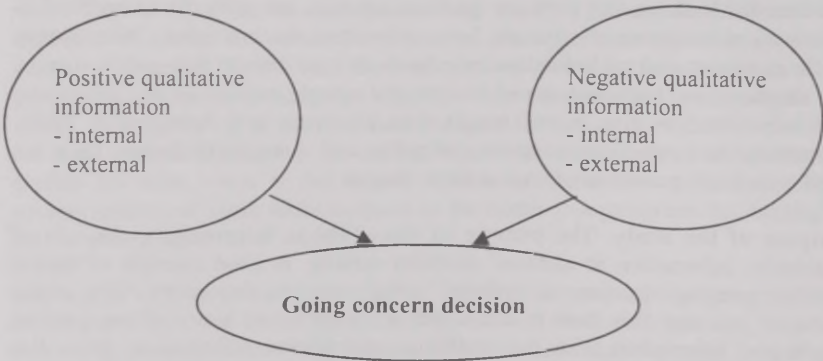 Positive qualitative
information
- internal
- external
Negative qualitative
information
- internal
- external
Going concern decision